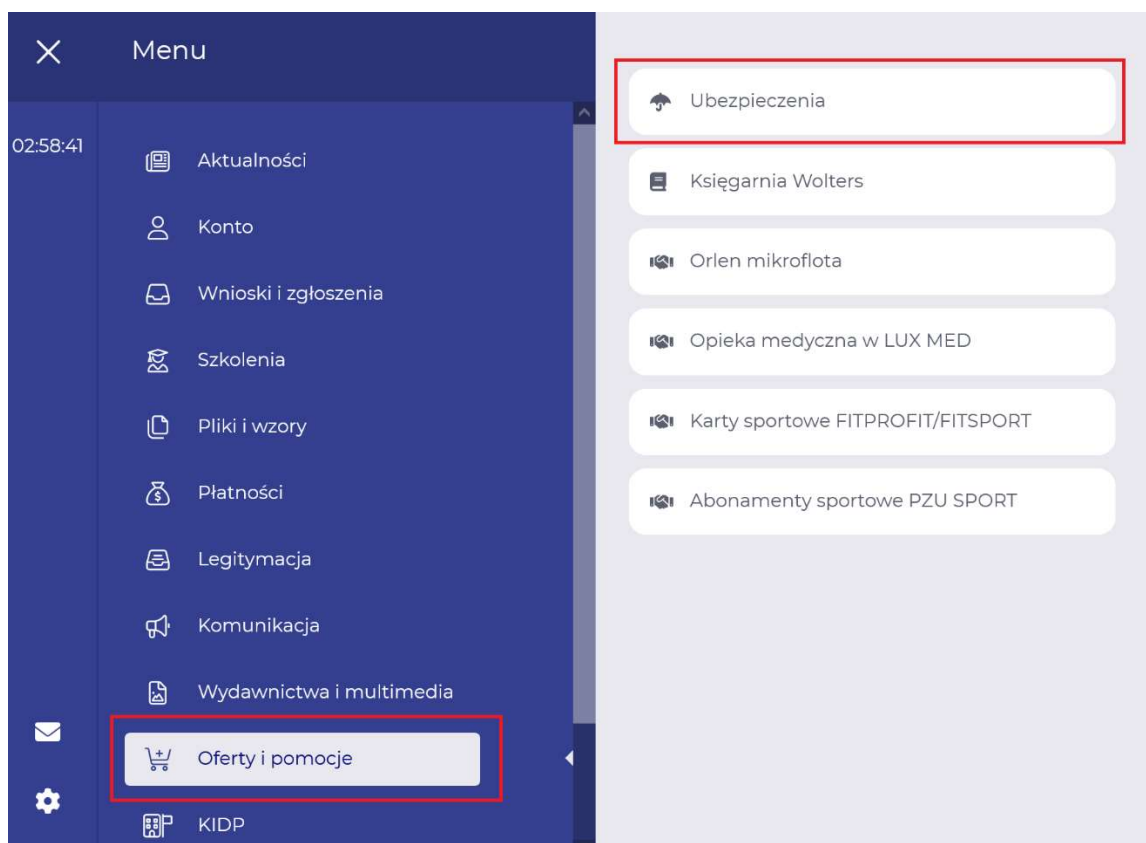 Menu
02:58:41
Aktualności
Konto
Wnioski i zgłoszenia
Szkolenia
Pliki i wzory
Płatności
Legitymacja
Komunikacja
Wydawnictwa i multimedia
Oferty i pomocje
KIDP
Ubezpieczenia
Księgarnia Wolters
Orlen mikroflota
Opieka medyczna w LUX MED
Karty sportowe FITPROFIT/FITSPORT
Abonamenty sportowe PZU SPORT